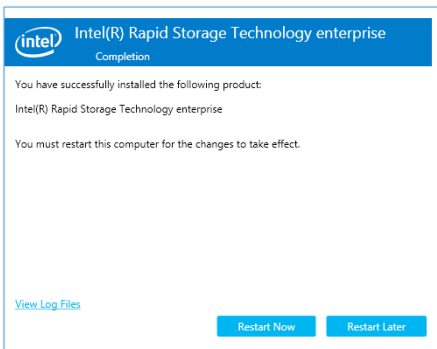 (intel)
Intel(R) Rapid Storage Technology enterprise
Completion
You have successfully installed the following product:
Intel(R) Rapid Storage Technology enterprise
You must restart this computer for the changes to take effect.
View Log Files
Restart Now
Restart Later